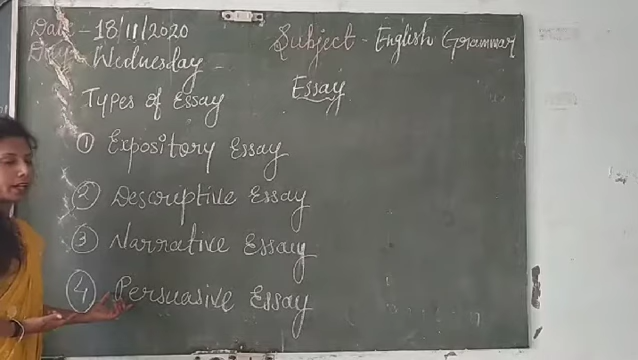 Date - 18/11/2020
Subject - English Grammar
Day - Wednesday -
Essay
Types of Essay
① Expository Essay
② Descriptive Essay
③ Narrative Essay
④ Persuasive Essay